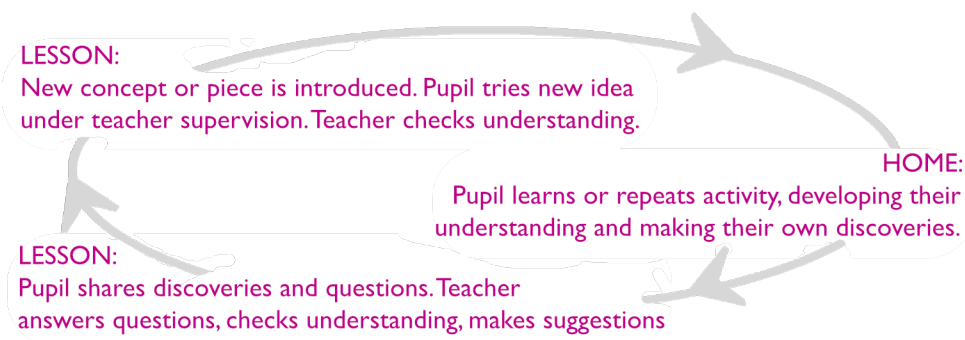 LESSON:
New concept or piece is introduced. Pupil tries new idea
under teacher supervision. Teacher checks understanding.
HOME:
Pupil learns or repeats activity, developing their
understanding and making their own discoveries.
LESSON:
Pupil shares discoveries and questions. Teacher
answers questions, checks understanding, makes suggestions